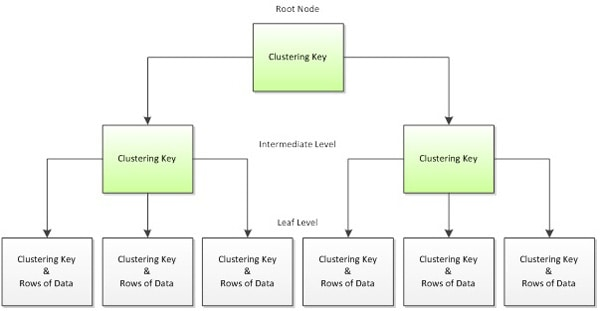 Root Node
Clustering Key
Intermediate Level
Clustering Key
Clustering Key
Leaf Level
Clustering Key
&
Rows of Data
Clustering Key
&
Rows of Data
Clustering Key
&
Rows of Data
Clustering Key
&
Rows of Data
Clustering Key
&
Rows of Data
Clustering Key
&
Rows of Data